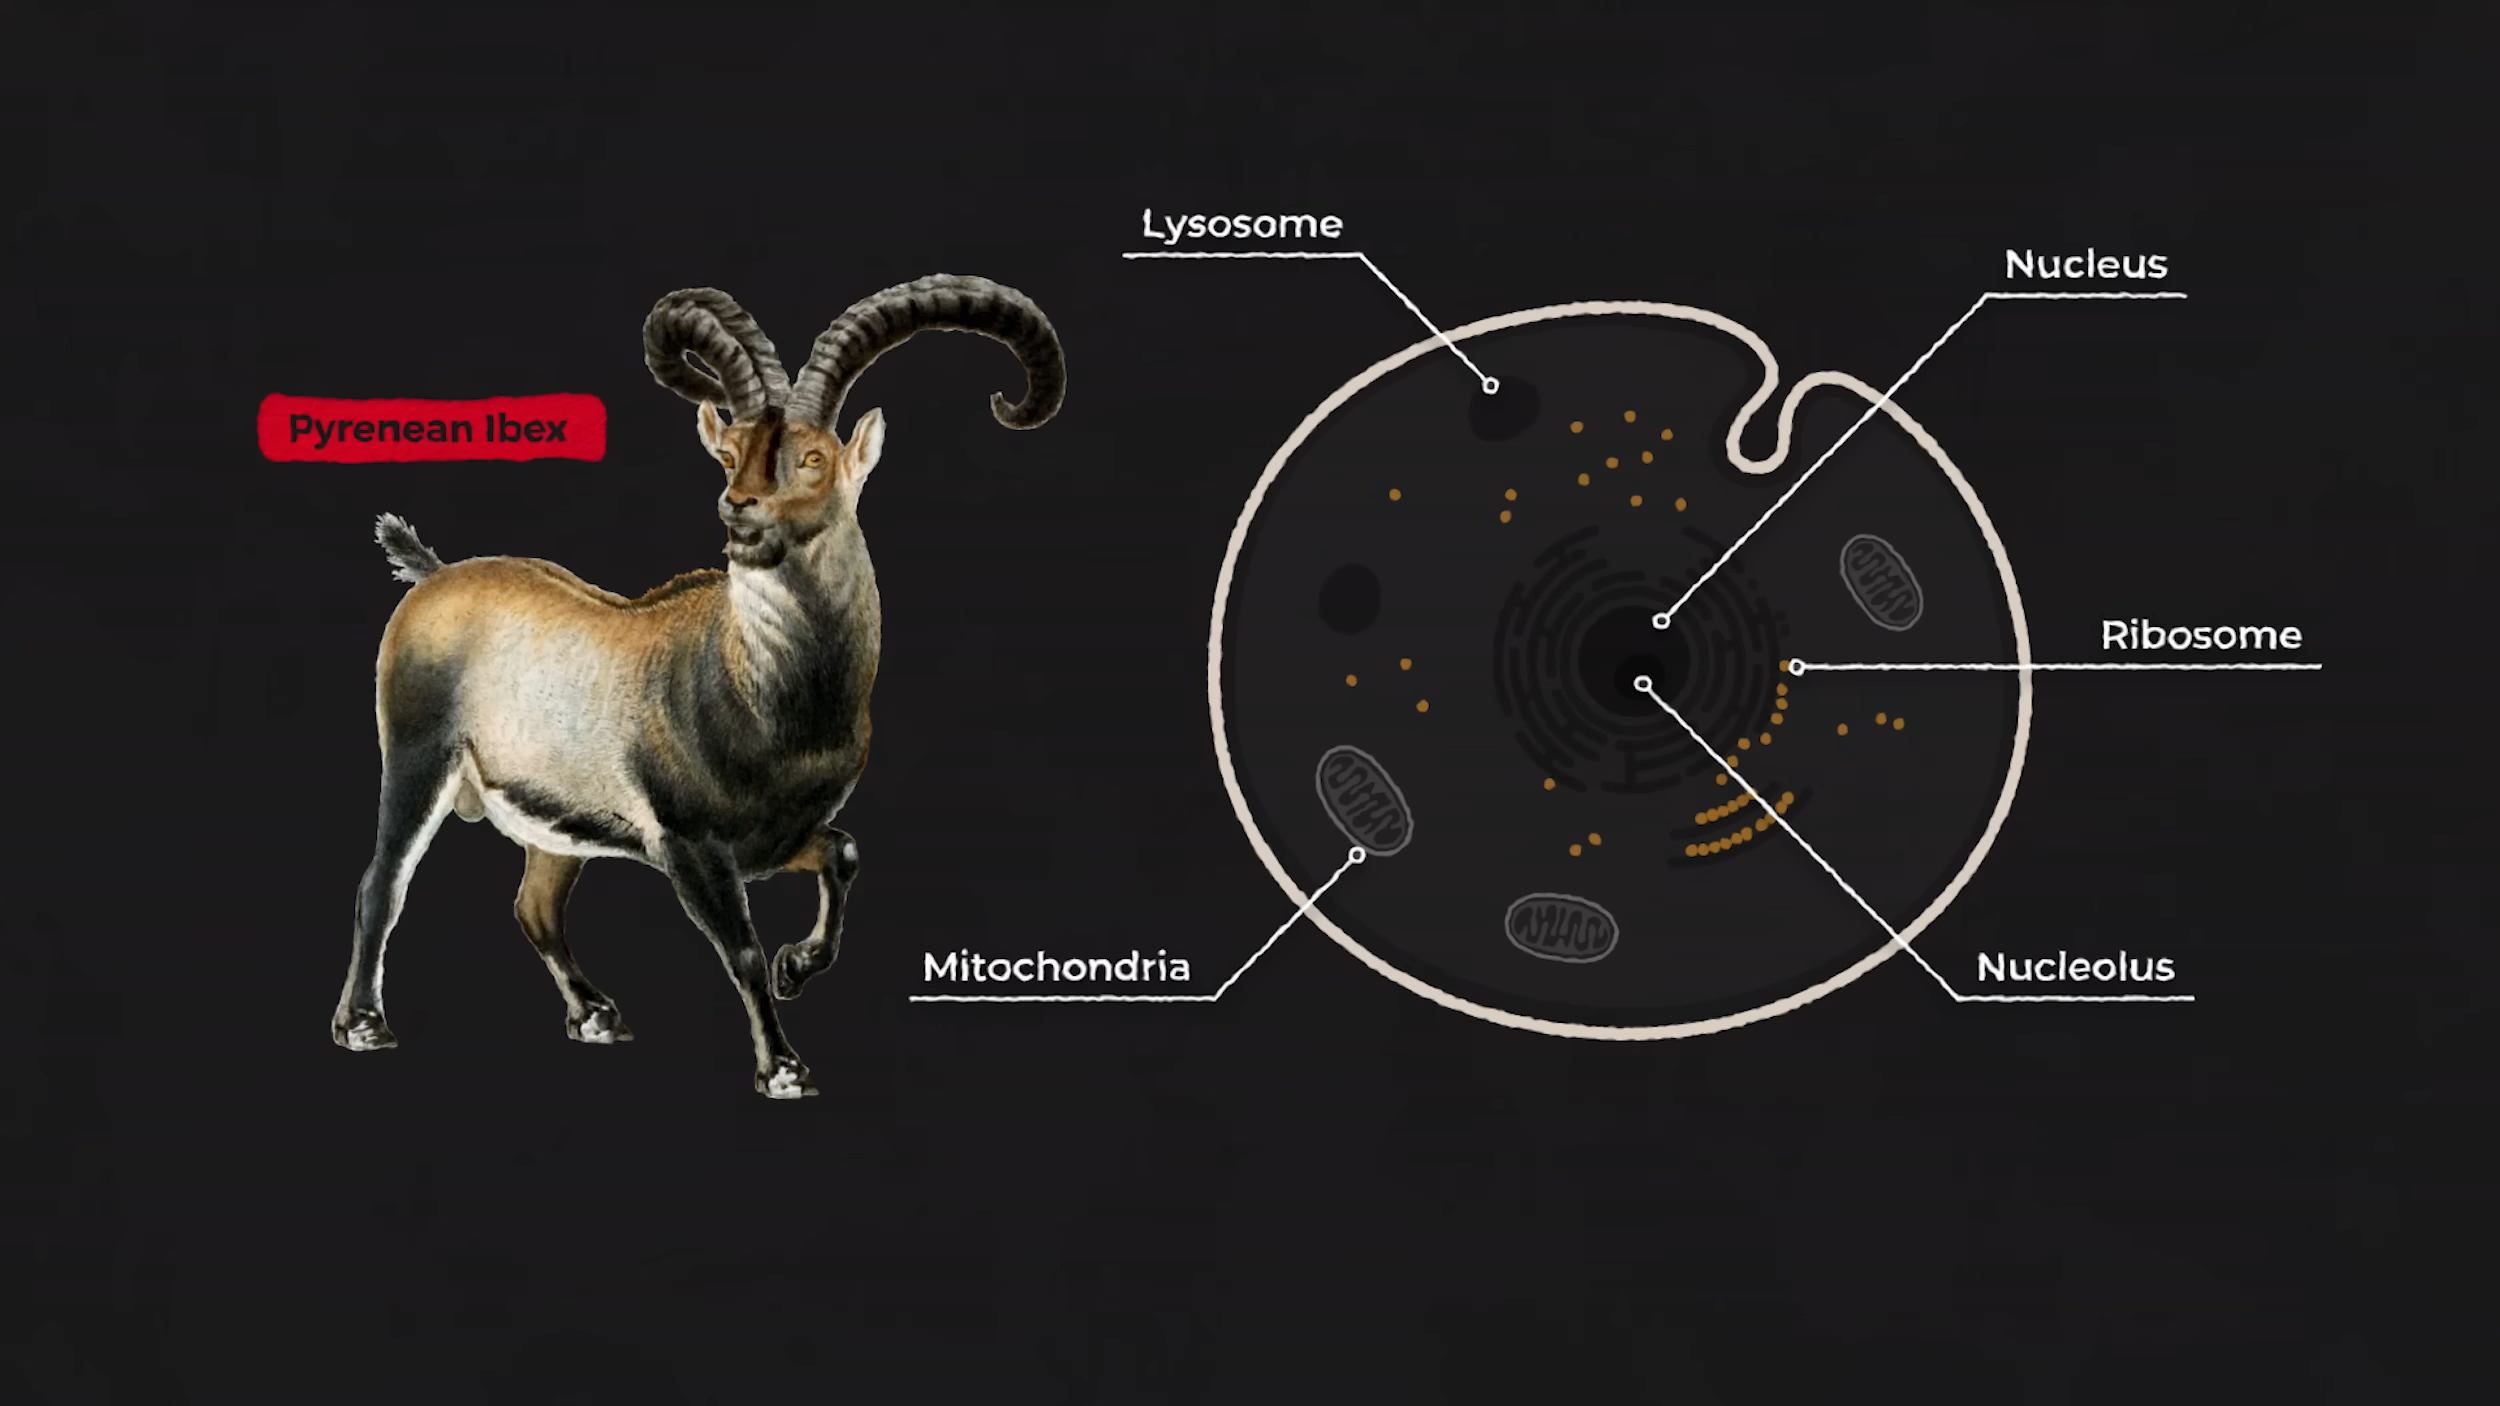 Lysosome
Nucleus
Pyrenean Ibex
Ribosome
Mitochondria
Nucleolus